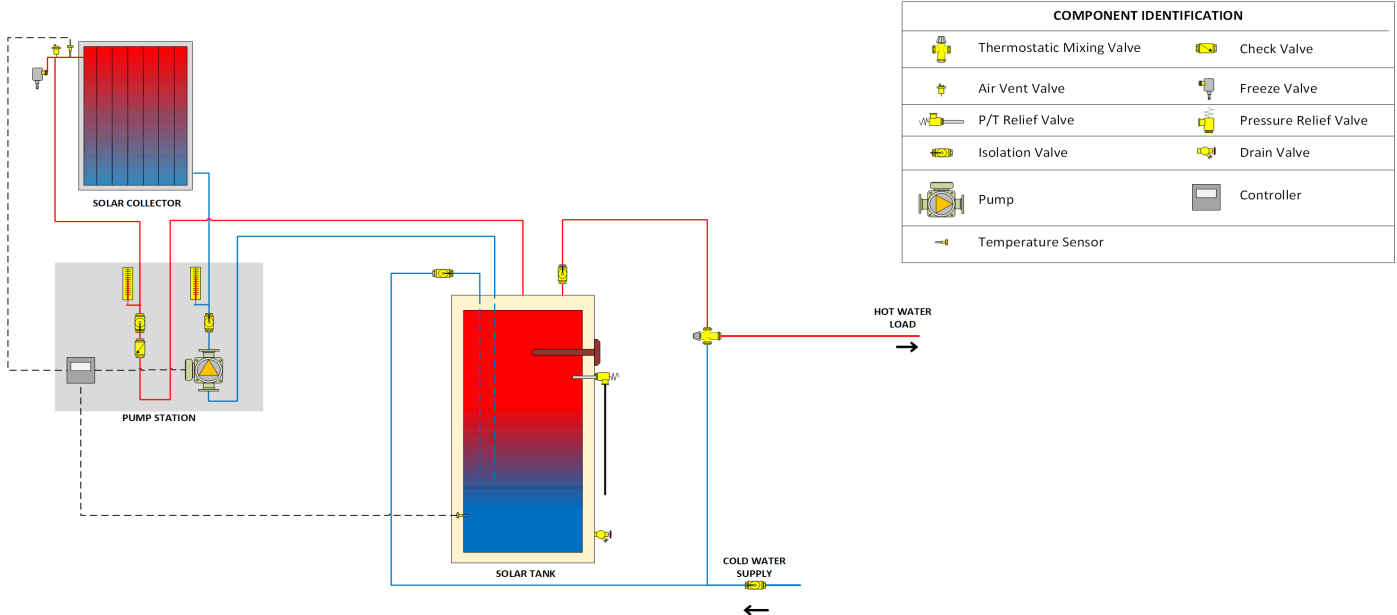 COMPONENT IDENTIFICATION
Thermostatic Mixing Valve
Check Valve
Air Vent Valve
Freeze Valve
P/T Relief Valve
Pressure Relief Valve
Isolation Valve
Drain Valve
Pump
Controller
Temperature Sensor
SOLAR COLLECTOR
HOT WATER
LOAD
PUMP STATION
COLD WATER
SUPPLY
SOLAR TANK